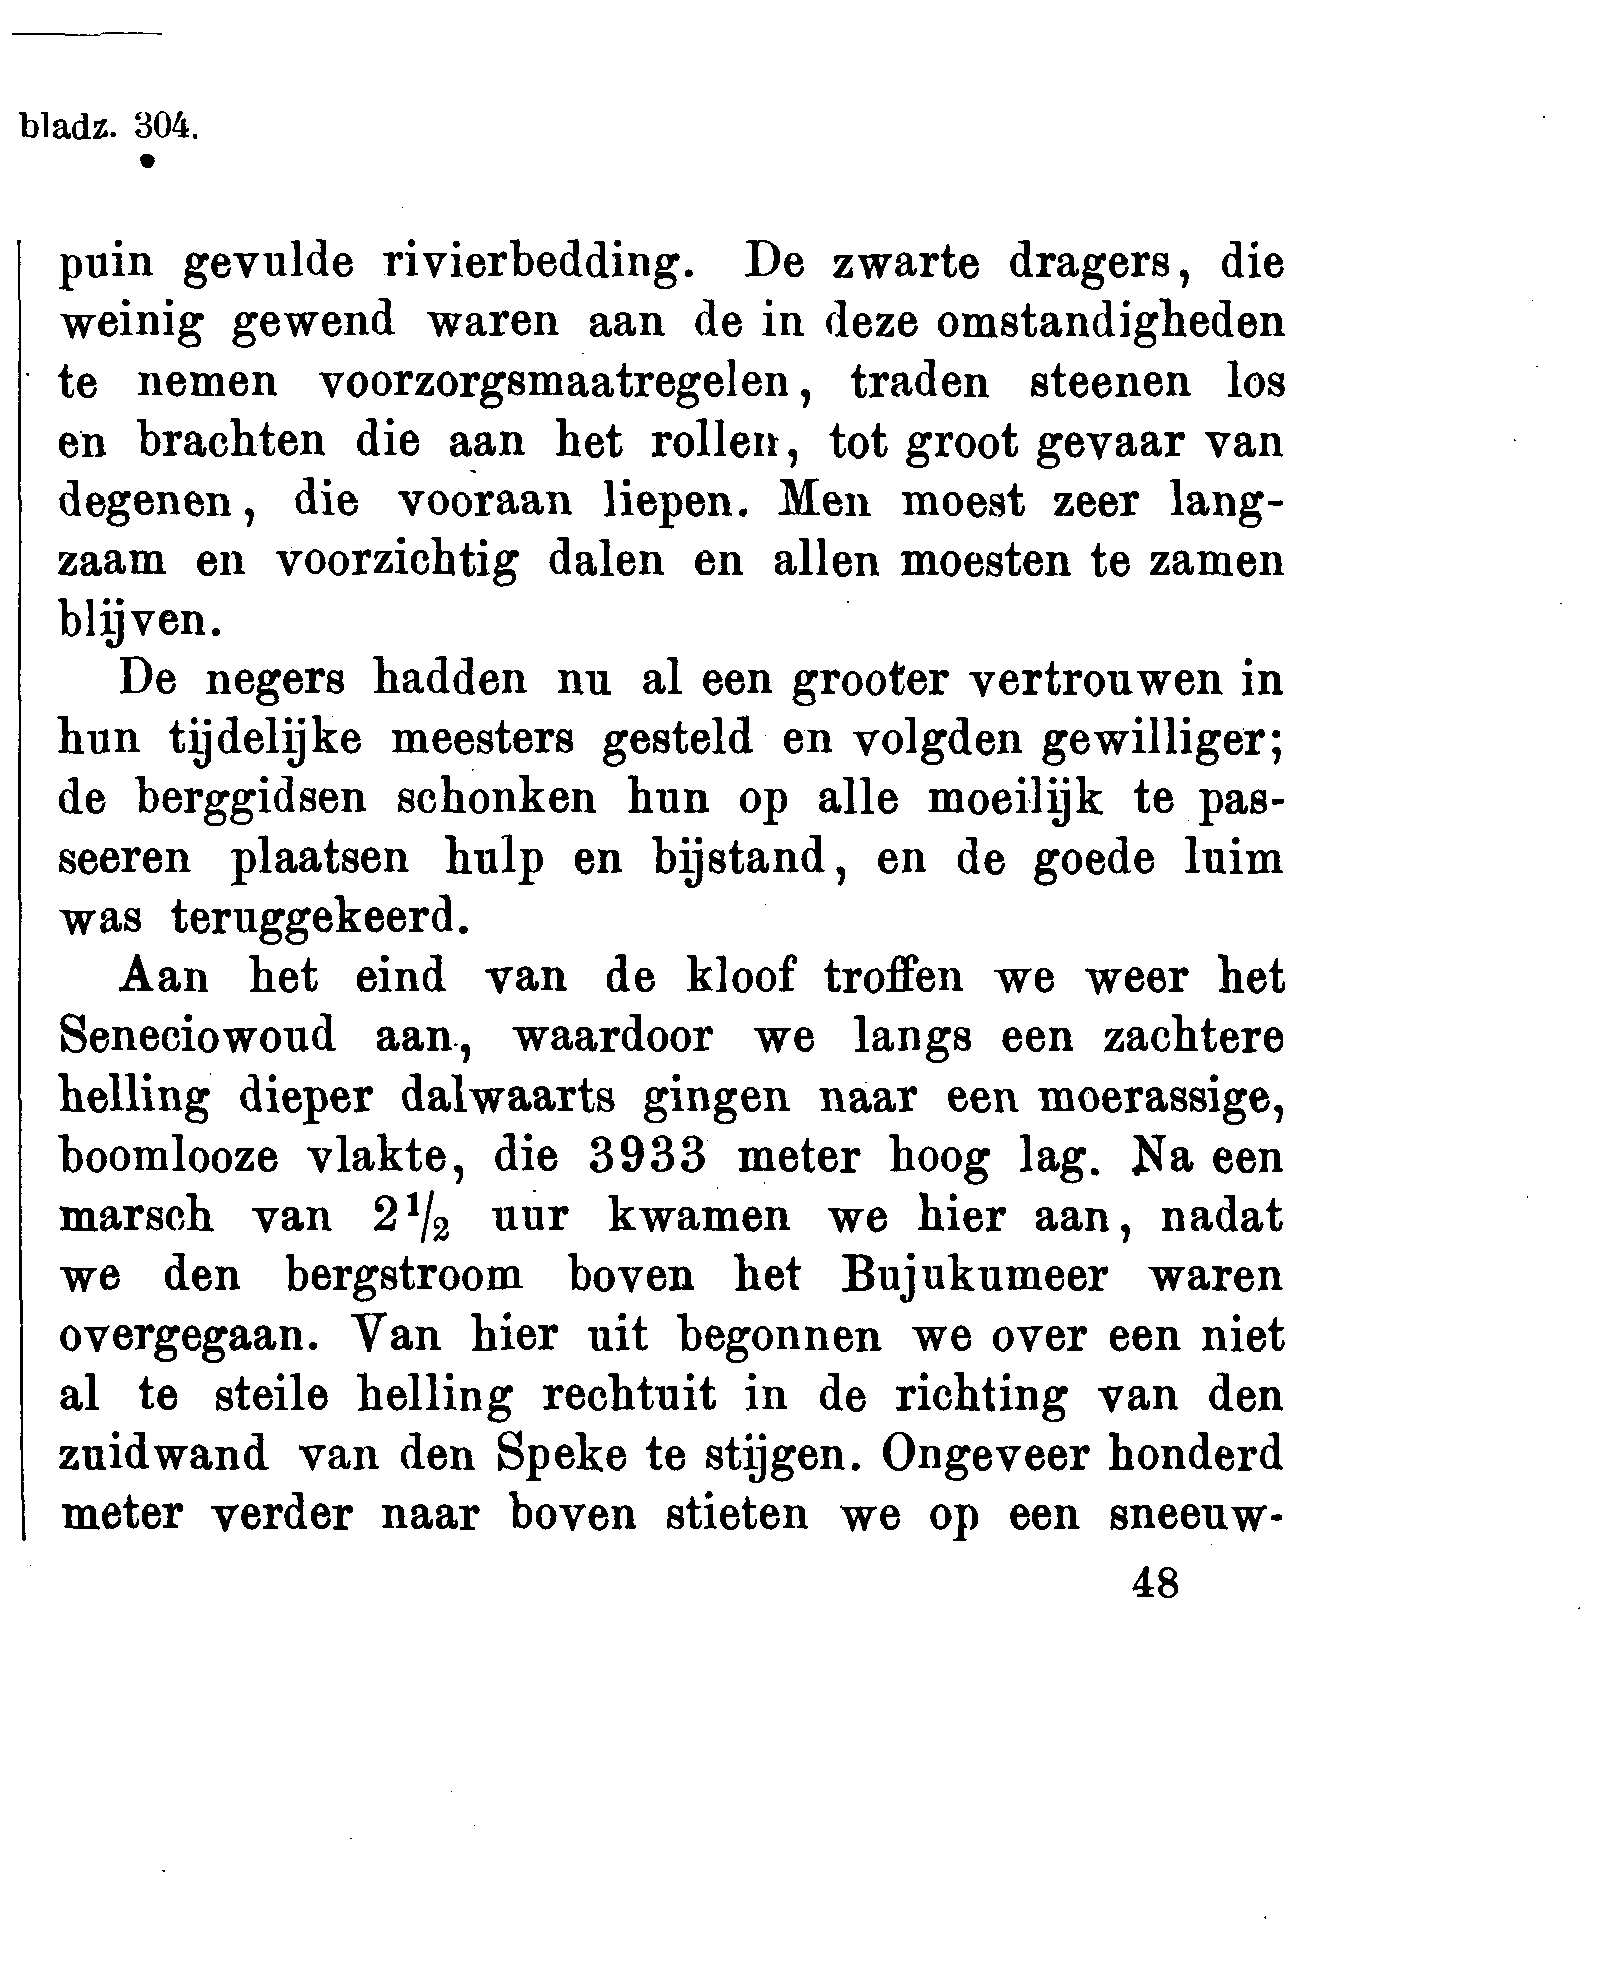 bladz. 304.
puin gevulde rivierbedding. De zwarte dragers, die
weinig gewend waren aan de in deze omstandigheden
te nemen voorzorgsmaatregelen, traden steenen los
en brachten die aan het rollen, tot groot gevaar van
degenen, die vooraan liepen. Men moest zeer lang-
zaam en voorzichtig dalen en allen moesten te zamen
blijven.
De negers hadden nu al een grooter vertrouwen in
hun tijdelijke meesters gesteld en volgden gewilliger;
de berggidsen schonken hun op alle moeilijk te pas-
seeren plaatsen hulp en bijstand, en de goede luim
was teruggekeerd.
Aan het eind van de kloof troffen we weer het
Seneciowoud aan, waardoor we langs een zachtere
helling dieper dalwaarts gingen naar een moerassige,
boomlooze vlakte, die 3933 meter hoog lag. Na een
marsch van 2 1/2 uur kwamen we hier aan, nadat
we den bergstroom boven het Bujukumeer waren
overgegaan. Van hier uit begonnen we over een niet
al te steile helling rechtuit in de richting van den
zuidwand van den Speke te stijgen. Ongeveer honderd
meter verder naar boven stieten we op een sneeuw-
48